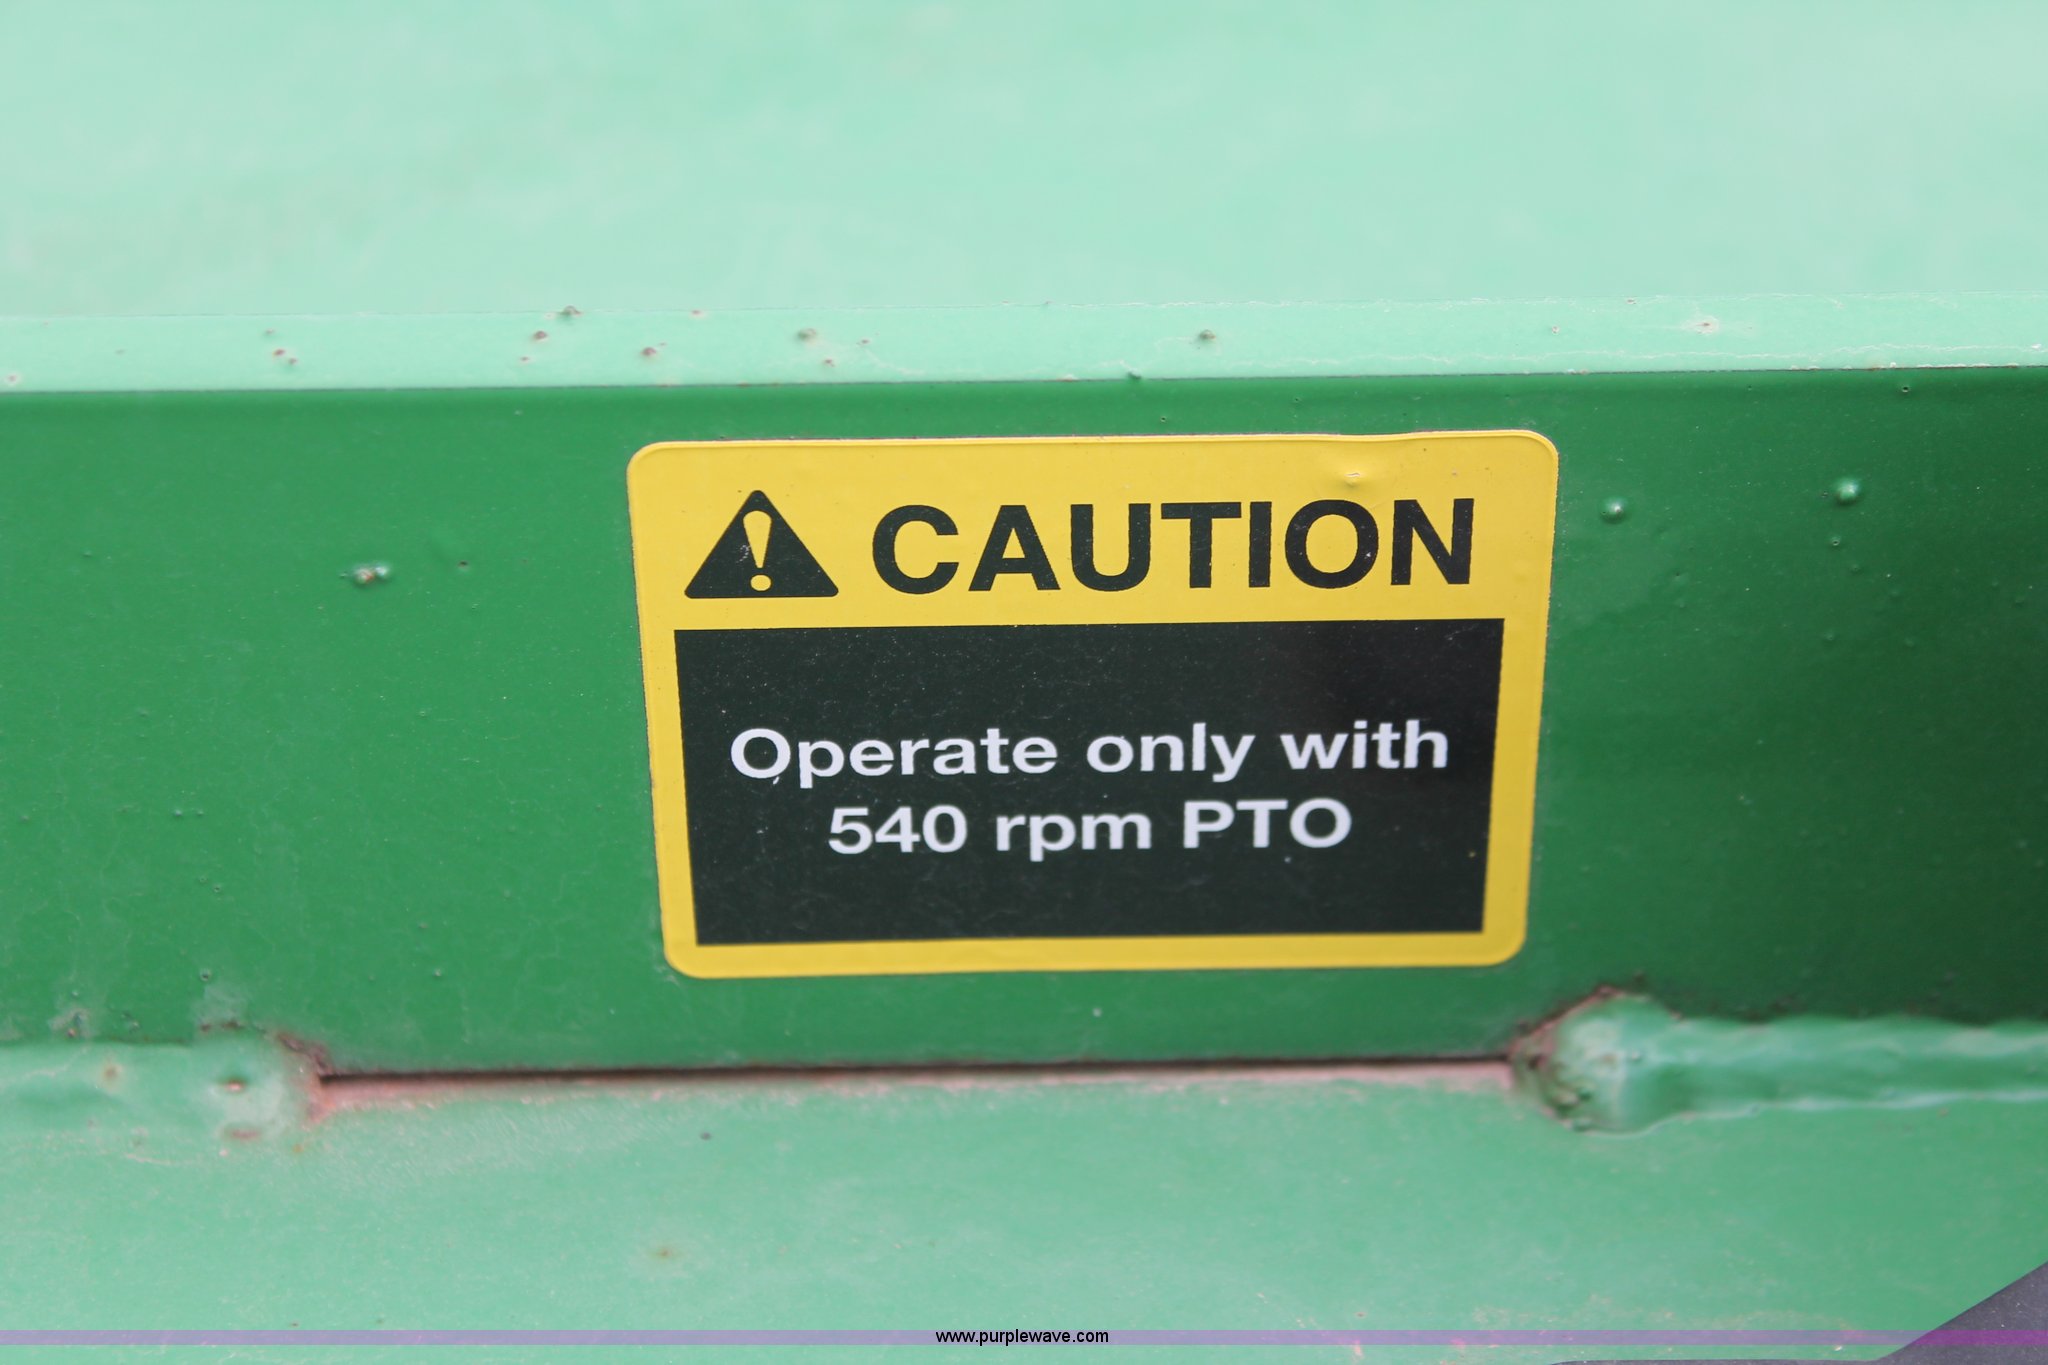 CAUTION
Operate only with
540 rpm PTO
www.purplewave.com